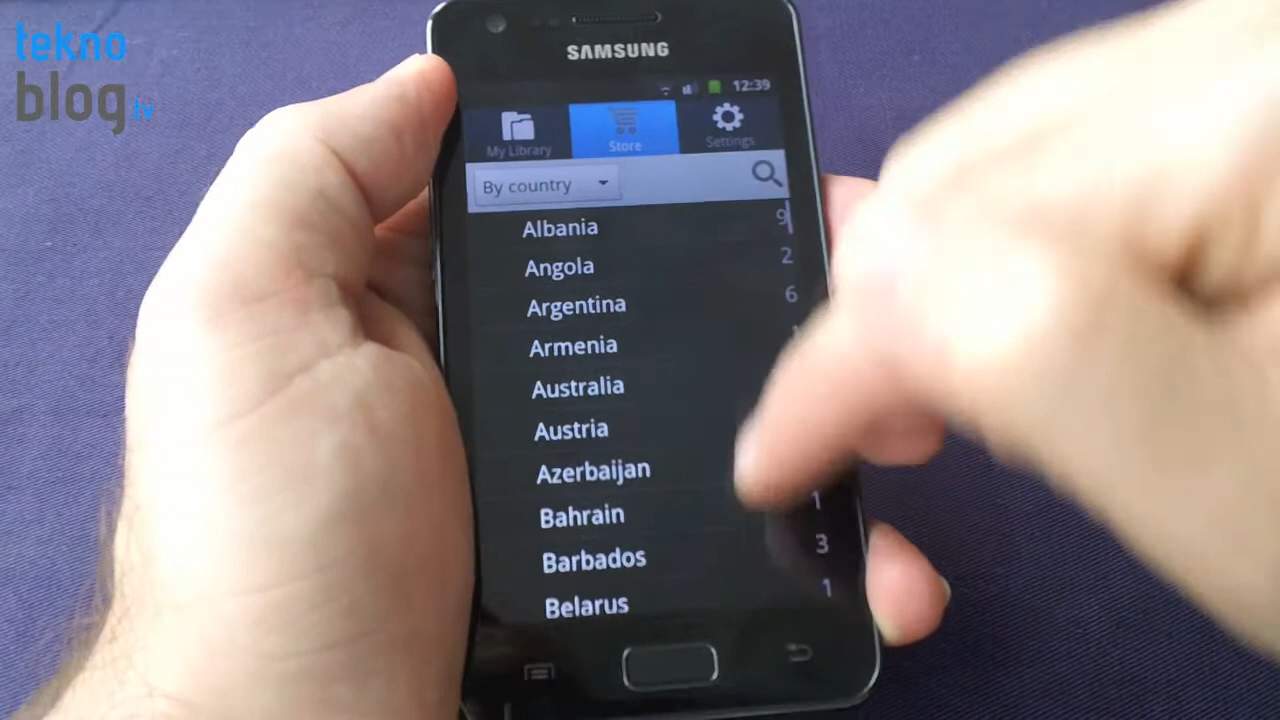 tekno
blog.tv
SAMSUNG
12:39
My Library
Store
Settings
By country
Albania 9
Angola 2
Argentina 6
Armenia
Australia
Austria
Azerbaijan
Bahrain 1
Barbados 3
Belarus 1